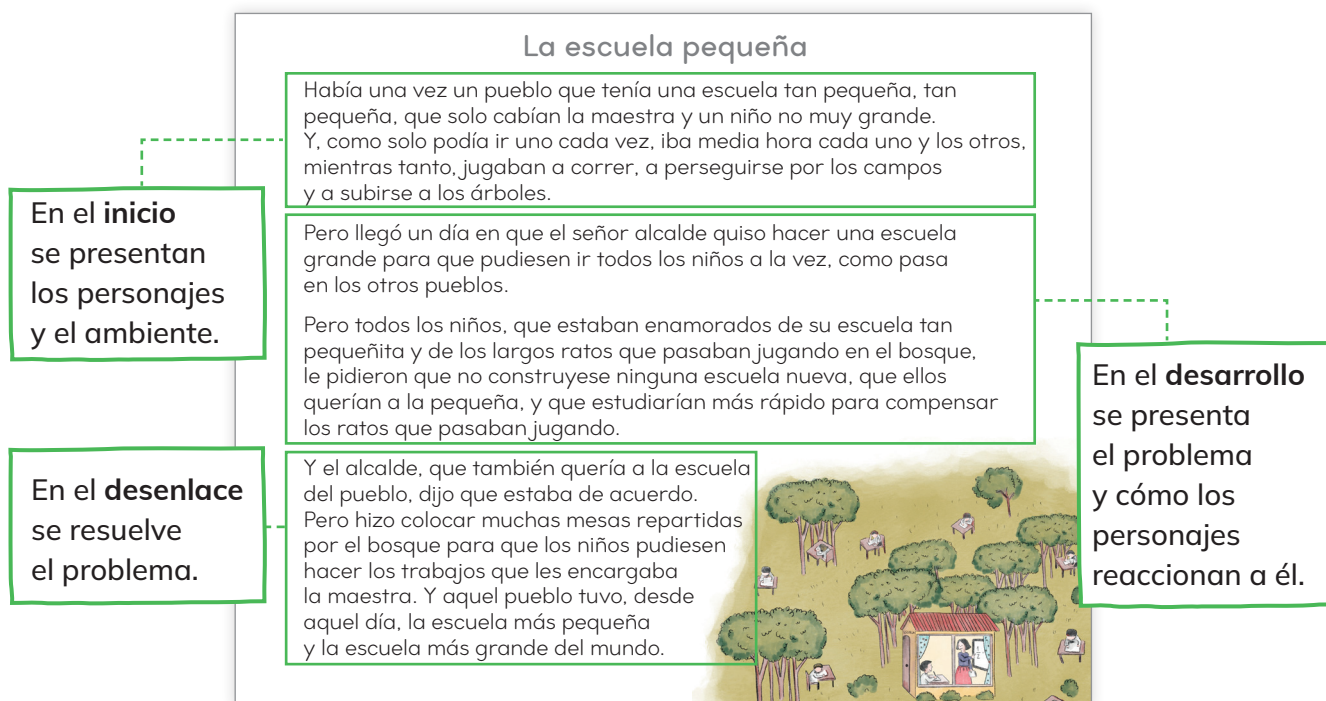 La escuela pequeña
Había una vez un pueblo que tenía una escuela tan pequeña, tan
pequeña, que solo cabían la maestra y un niño no muy grande.
Y, como solo podía ir uno cada vez, iba media hora cada uno y los otros,
mientras tanto, jugaban a correr, a perseguirse por los campos
y a subirse a los árboles.
En el inicio
se presentan
los personajes
y el ambiente.
Pero llegó un día en que el señor alcalde quiso hacer una escuela
grande para que pudiesen ir todos los niños a la vez, como pasa
en los otros pueblos.
Pero todos los niños, que estaban enamorados de su escuela tan
pequeñita y de los largos ratos que pasaban jugando en el bosque,
le pidieron que no construyese ninguna escuela nueva, que ellos
querían a la pequeña, y que estudiarían más rápido para compensar
los ratos que pasaban jugando.
En el desarrollo
se presenta
el problema
y cómo los
personajes
reaccionan a él.
Y el alcalde, que también quería a la escuela
del pueblo, dijo que estaba de acuerdo.
Pero hizo colocar muchas mesas repartidas
por el bosque para que los niños pudiesen
hacer los trabajos que les encargaba
la maestra. Y aquel pueblo tuvo, desde
aquel día, la escuela más pequeña
y la escuela más grande del mundo.
En el desenlace
se resuelve
el problema.